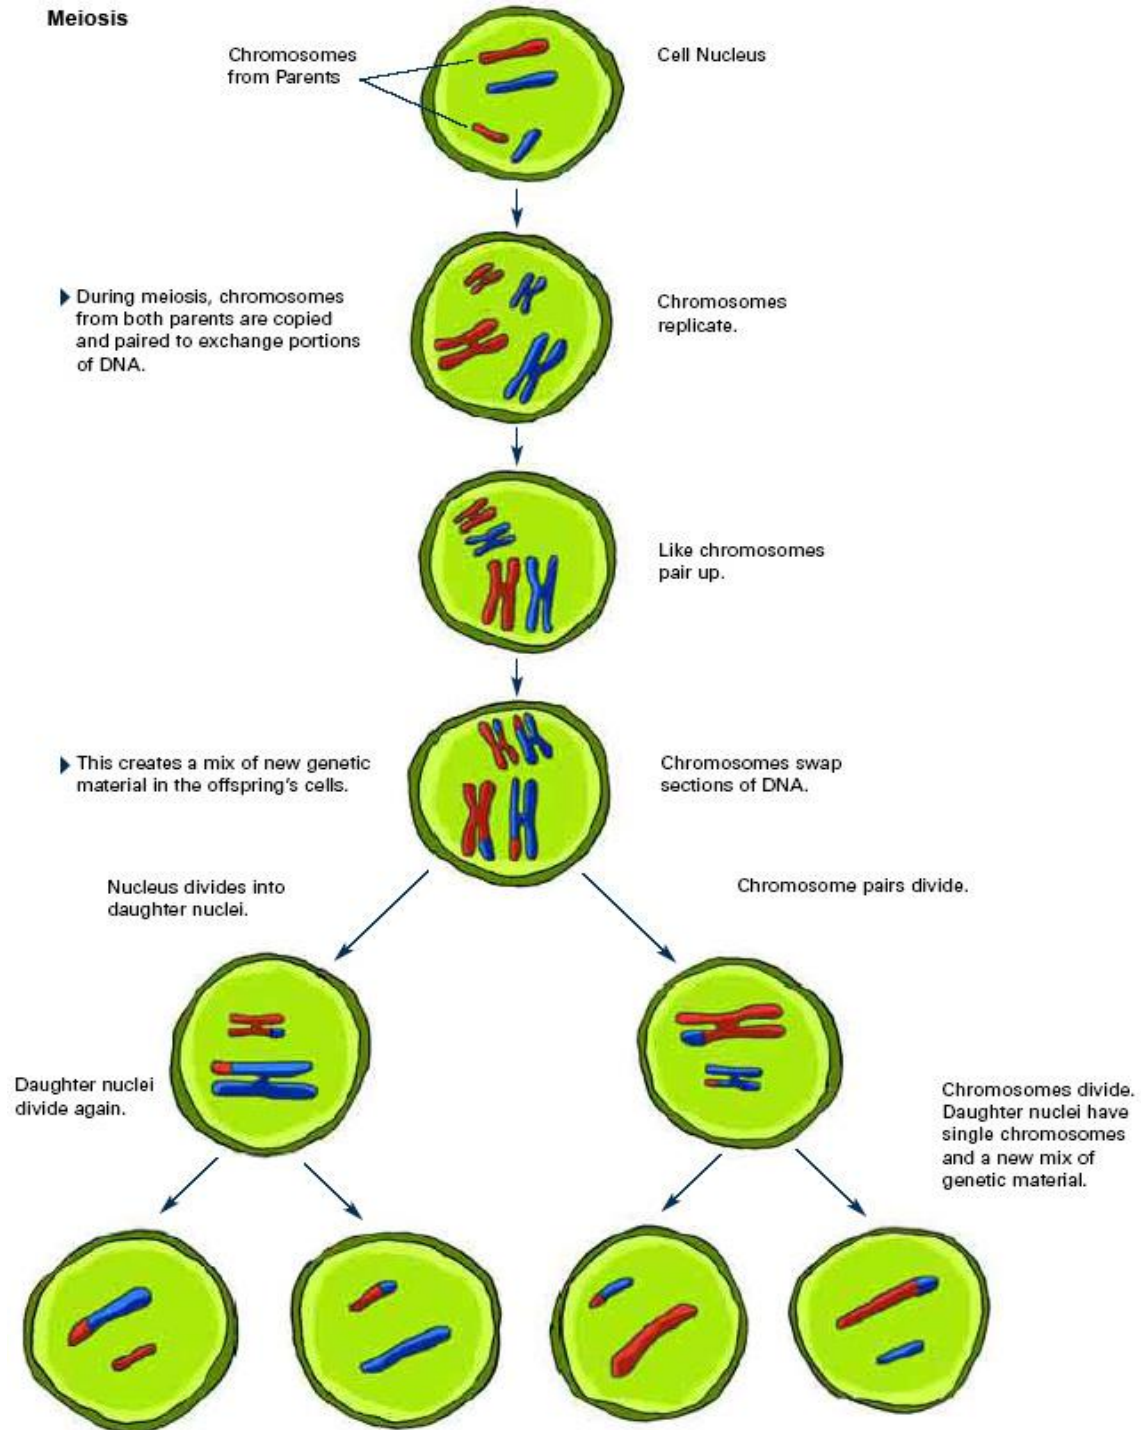 Meiosis
Chromosomes
from Parents
Cell Nucleus
During meiosis, chromosomes
from both parents are copied
and paired to exchange portions
of DNA.
Chromosomes
replicate.
Like chromosomes
pair up.
This creates a mix of new genetic
material in the offspring's cells.
Chromosomes swap
sections of DNA.
Nucleus divides into
daughter nuclei.
Chromosome pairs divide.
Daughter nuclei
divide again.
Chromosomes divide.
Daughter nuclei have
single chromosomes
and a new mix of
genetic material.